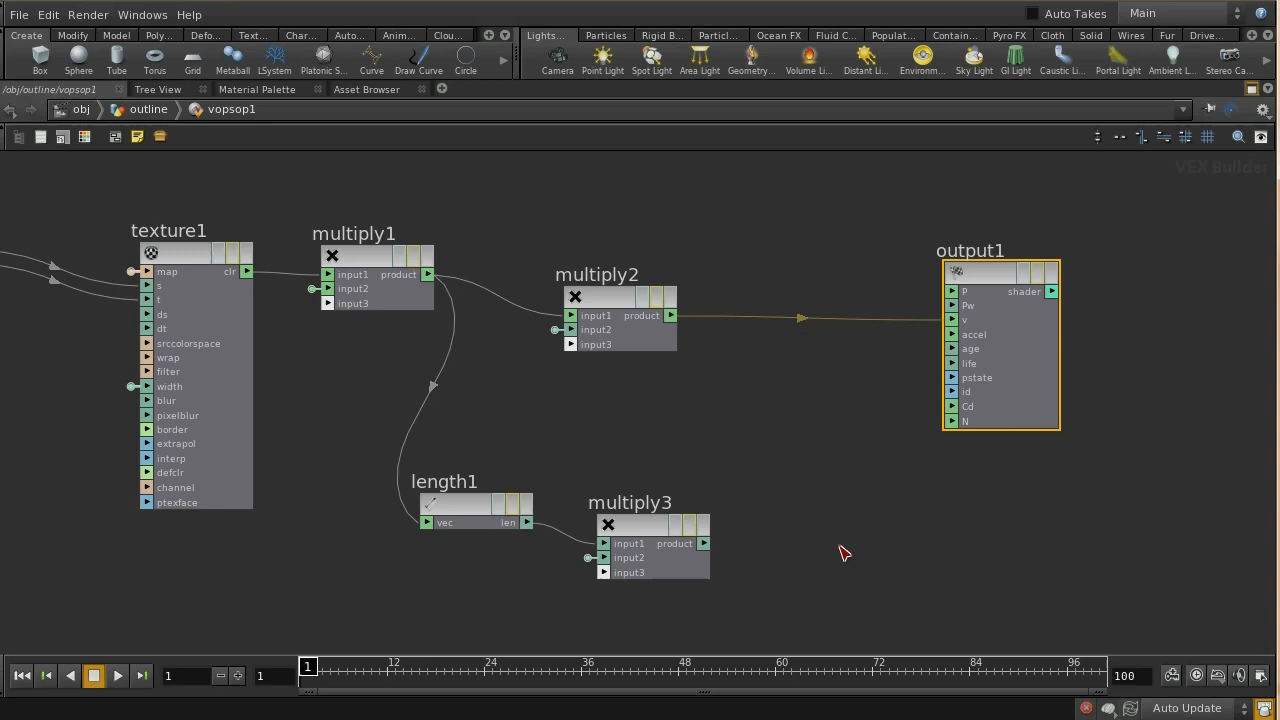 File Edit Render Windows Help Auto Takes Main
Create Modify Model Poly... Defo... Text... Char... Auto... Anim... Clou... Lights... Particles Rigid B... Particl... Ocean FX Fluid C... Populat... Contain... Pyro FX Cloth Solid Wires Fur Drive...
Box Sphere Tube Torus Grid Metaball LSystem Platonic S... Curve Draw Curve Circle Camera Point Light Spot Light Area Light Geometry... Volume Li... Distant Li... Environm... Sky Light GI Light Caustic Li... Portal Light Ambient L... Stereo Ca...
/obj/outline/vopsop1 Tree View Material Palette Asset Browser
obj outline vopsop1
VEX Builder
texture1
map clr
s
t
ds
dt
srccolorspace
wrap
filter
width
blur
pixelblur
border
extrapol
interp
defclr
channel
ptexface
multiply1
input1 product
input2
input3
multiply2
input1 product
input2
input3
output1
P shader
Pw
v
accel
age
life
pstate
id
Cd
N
length1
vec len
multiply3
input1 product
input2
input3
1 1 1 12 24 36 48 60 72 84 96 100
Auto Update